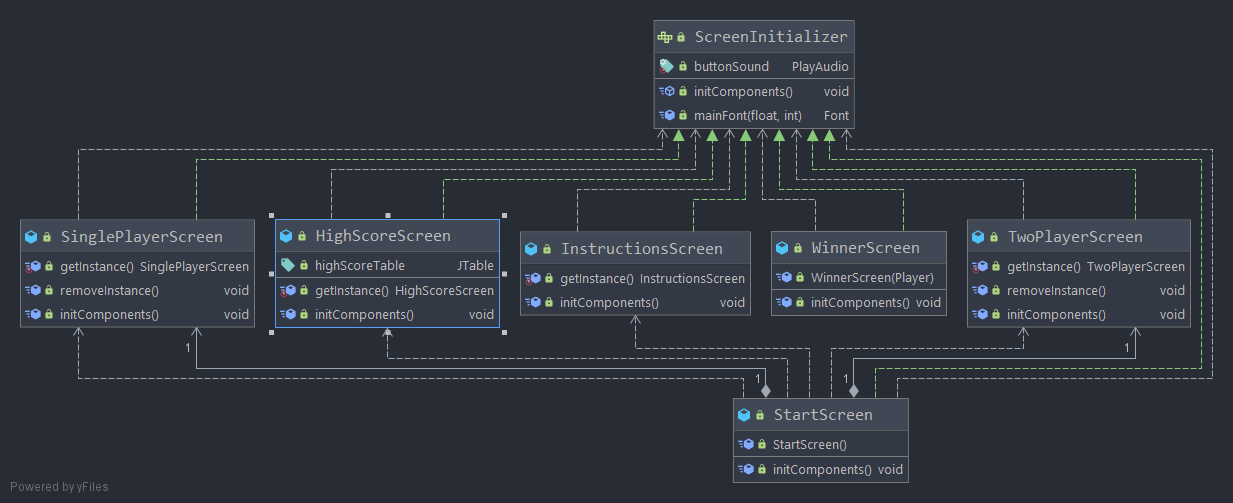 ScreenInitializer
buttonSound PlayAudio
initComponents() void
mainFont(float, int) Font
SinglePlayerScreen
getInstance() SinglePlayerScreen
removeInstance() void
initComponents() void
HighScoreScreen
highScoreTable JTable
getInstance() HighScoreScreen
initComponents() void
InstructionsScreen
getInstance() InstructionsScreen
initComponents() void
WinnerScreen
WinnerScreen(Player)
initComponents() void
TwoPlayerScreen
getInstance() TwoPlayerScreen
removeInstance() void
initComponents() void
1
1
1
1
StartScreen
StartScreen()
initComponents() void
Powered by yFiles